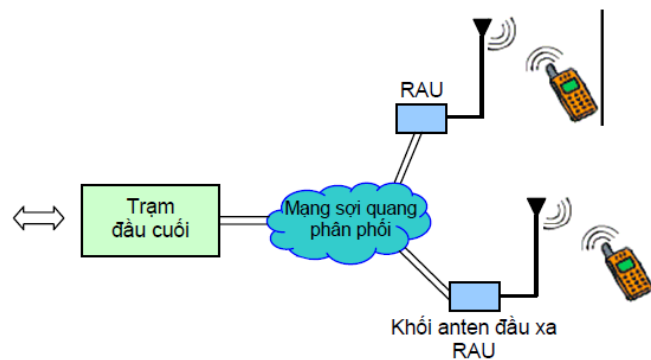 RAU
Trạm
đầu cuối
Mạng sợi quang
phân phối
Khối anten đầu xa
RAU